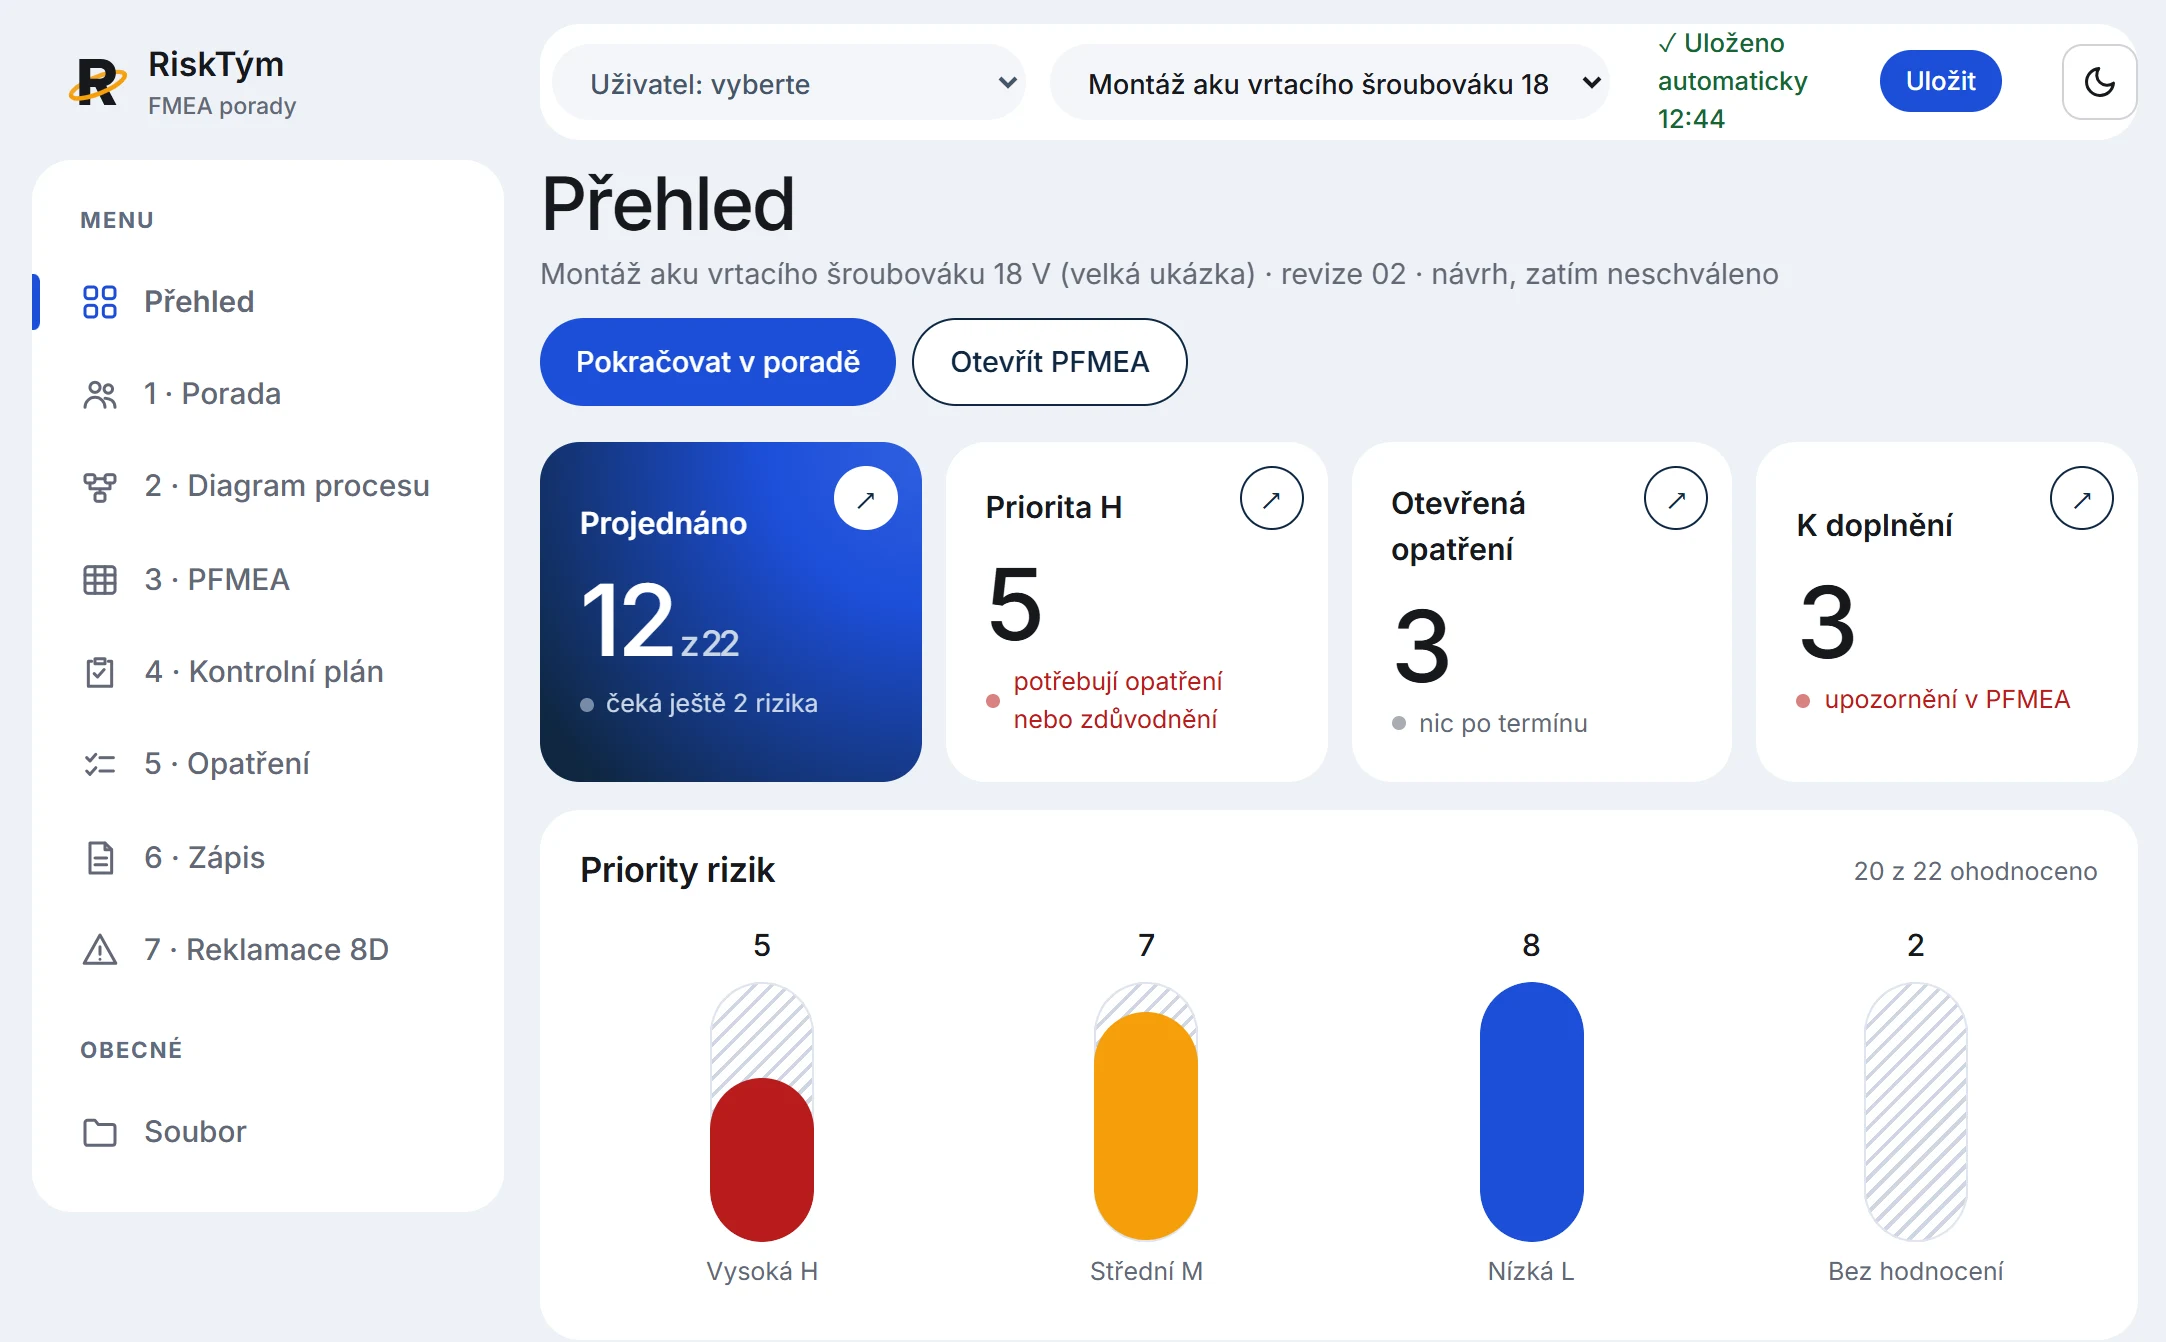 RiskTým
FMEA porady
Uživatel: vyberte
Montáž aku vrtacího šroubováku 18
✓ Uloženo
automaticky
12:44
Uložit
MENU
Přehled
1 · Porada
2 · Diagram procesu
3 · PFMEA
4 · Kontrolní plán
5 · Opatření
6 · Zápis
7 · Reklamace 8D
OBECNÉ
Soubor
Přehled
Montáž aku vrtacího šroubováku 18 V (velká ukázka) · revize 02 · návrh, zatím neschváleno
Pokračovat v poradě
Otevřít PFMEA
Projednáno
12 z 22
čeká ještě 2 rizika
Priorita H
5
potřebují opatření
nebo zdůvodnění
Otevřená
opatření
3
nic po termínu
K doplnění
3
upozornění v PFMEA
Priority rizik
20 z 22 ohodnoceno
5
7
8
2
Vysoká H
Střední M
Nízká L
Bez hodnocení